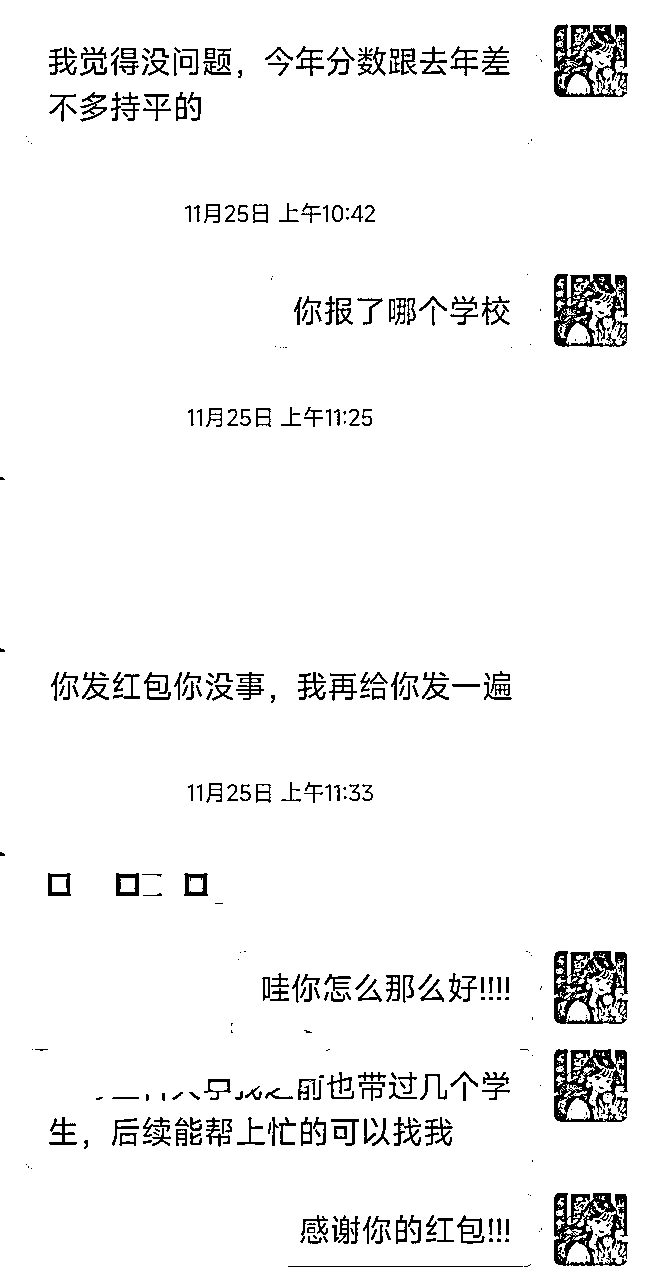 我觉得没问题，今年分数跟去年差
不多持平的
11月25日 上午10:42
你报了哪个学校
11月25日 上午11:25
你发红包你没事，我再给你发一遍
11月25日 上午11:33
哇你怎么那么好!!!!
前也带过几个学
生，后续能帮上忙的可以找我
感谢你的红包!!!